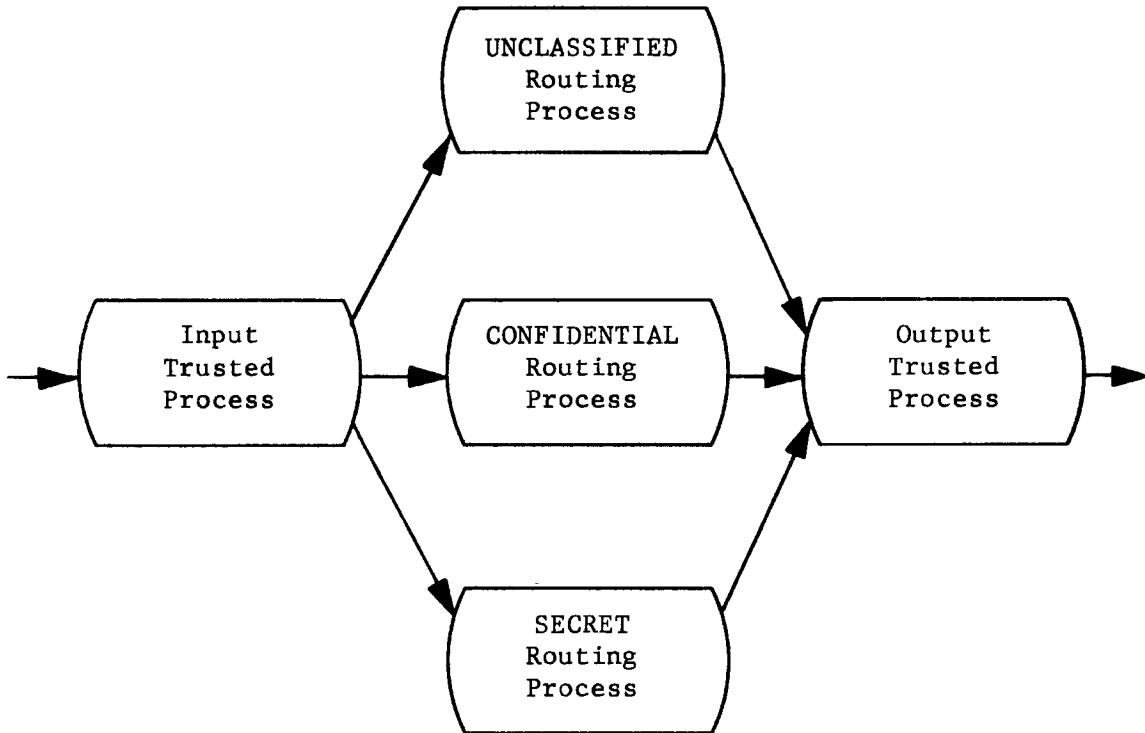 UNCLASSIFIED
Routing
Process
Input
Trusted
Process
CONFIDENTIAL
Routing
Process
Output
Trusted
Process
SECRET
Routing
Process